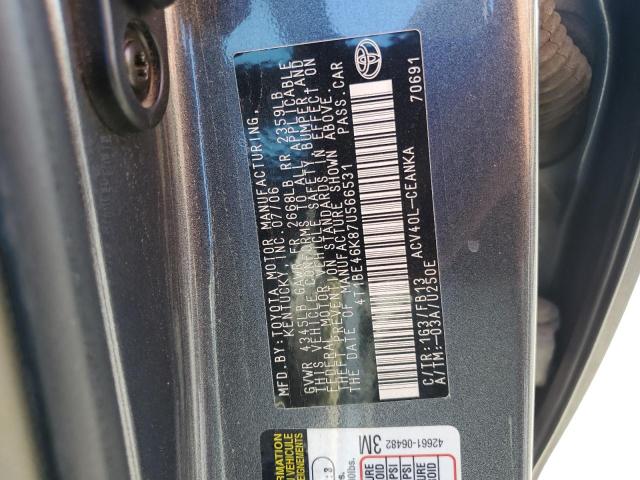 MFD.BY:TOYOTA MOTOR MANUFACTURING,
KENTUCKY, INC. 07/06
GVWR 4345LB GAWR FR 2668LB RR 2359LB
THIS VEHICLE CONFORMS TO ALL APPLICABLE
FEDERAL MOTOR VEHICLE SAFETY BUMPER AND
THEFT PREVENTION STANDARDS IN EFFECT ON
THE DATE OF MANUFACTURE SHOWN ABOVE.
4T1BE46K87U566531 PASS.CAR
C/TR:1G3/FB13 ACV40L-CEANKA
A/TM:-03A/U250E 70691
42661-06482
3M